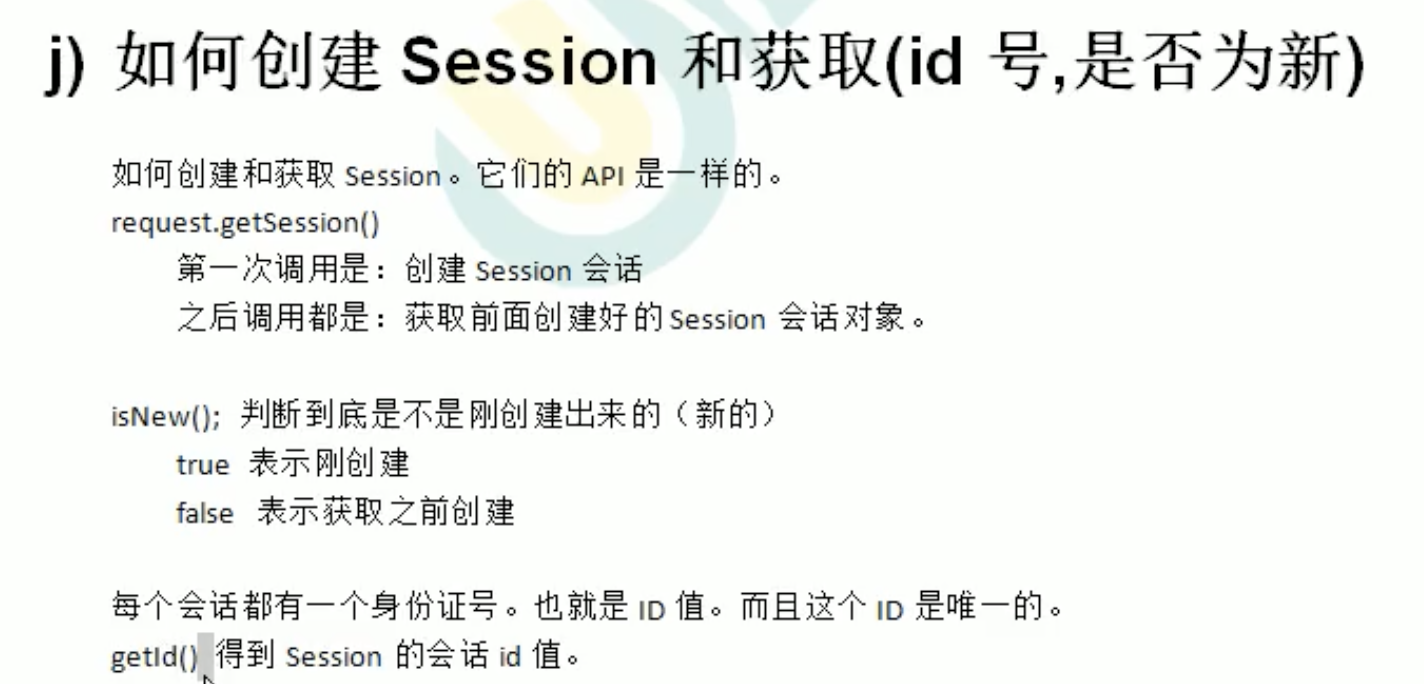 j) 如何创建 Session 和获取(id 号,是否为新)
如何创建和获取 Session。它们的 API 是一样的。
request.getSession()
第一次调用是：创建 Session 会话
之后调用都是：获取前面创建好的 Session 会话对象。
isNew(); 判断到底是不是刚创建出来的（新的）
true 表示刚创建
false 表示获取之前创建
每个会话都有一个身份证号。也就是 ID 值。而且这个 ID 是唯一的。
getId() 得到 Session 的会话 id 值。